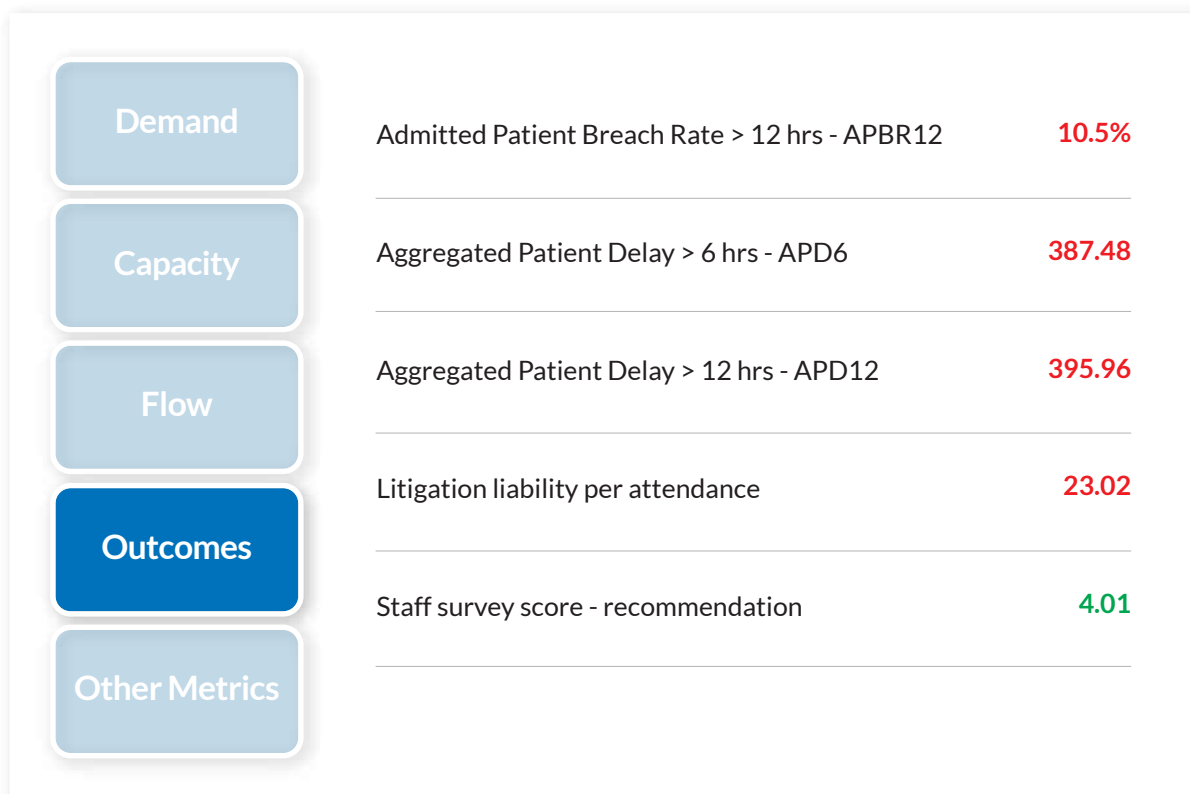 Demand
Capacity
Flow
Outcomes
Other Metrics
Admitted Patient Breach Rate > 12 hrs - APBR12 10.5%
Aggregated Patient Delay > 6 hrs - APD6 387.48
Aggregated Patient Delay > 12 hrs - APD12 395.96
Litigation liability per attendance 23.02
Staff survey score - recommendation 4.01